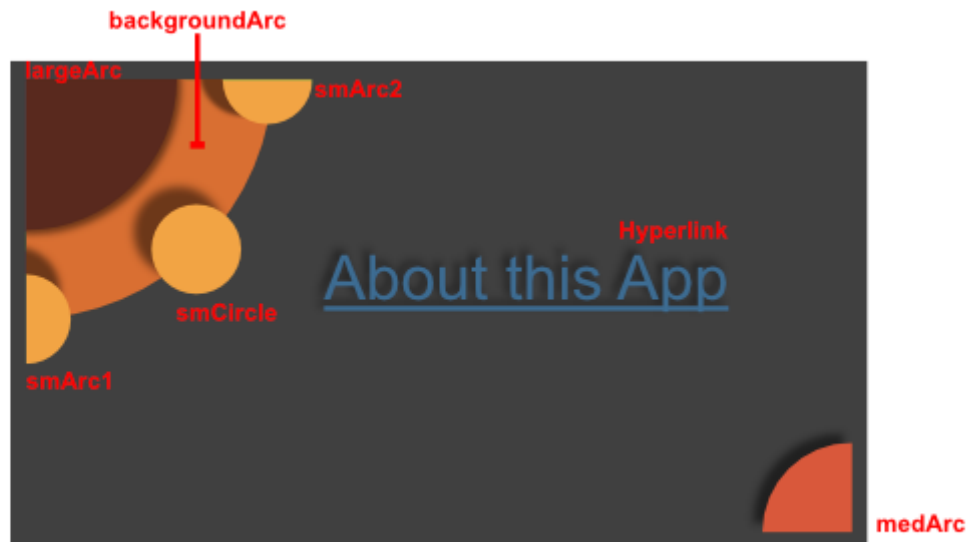 backgroundArc
largeArc
smArc2
Hyperlink
About this App
smCircle
smArc1
medArc